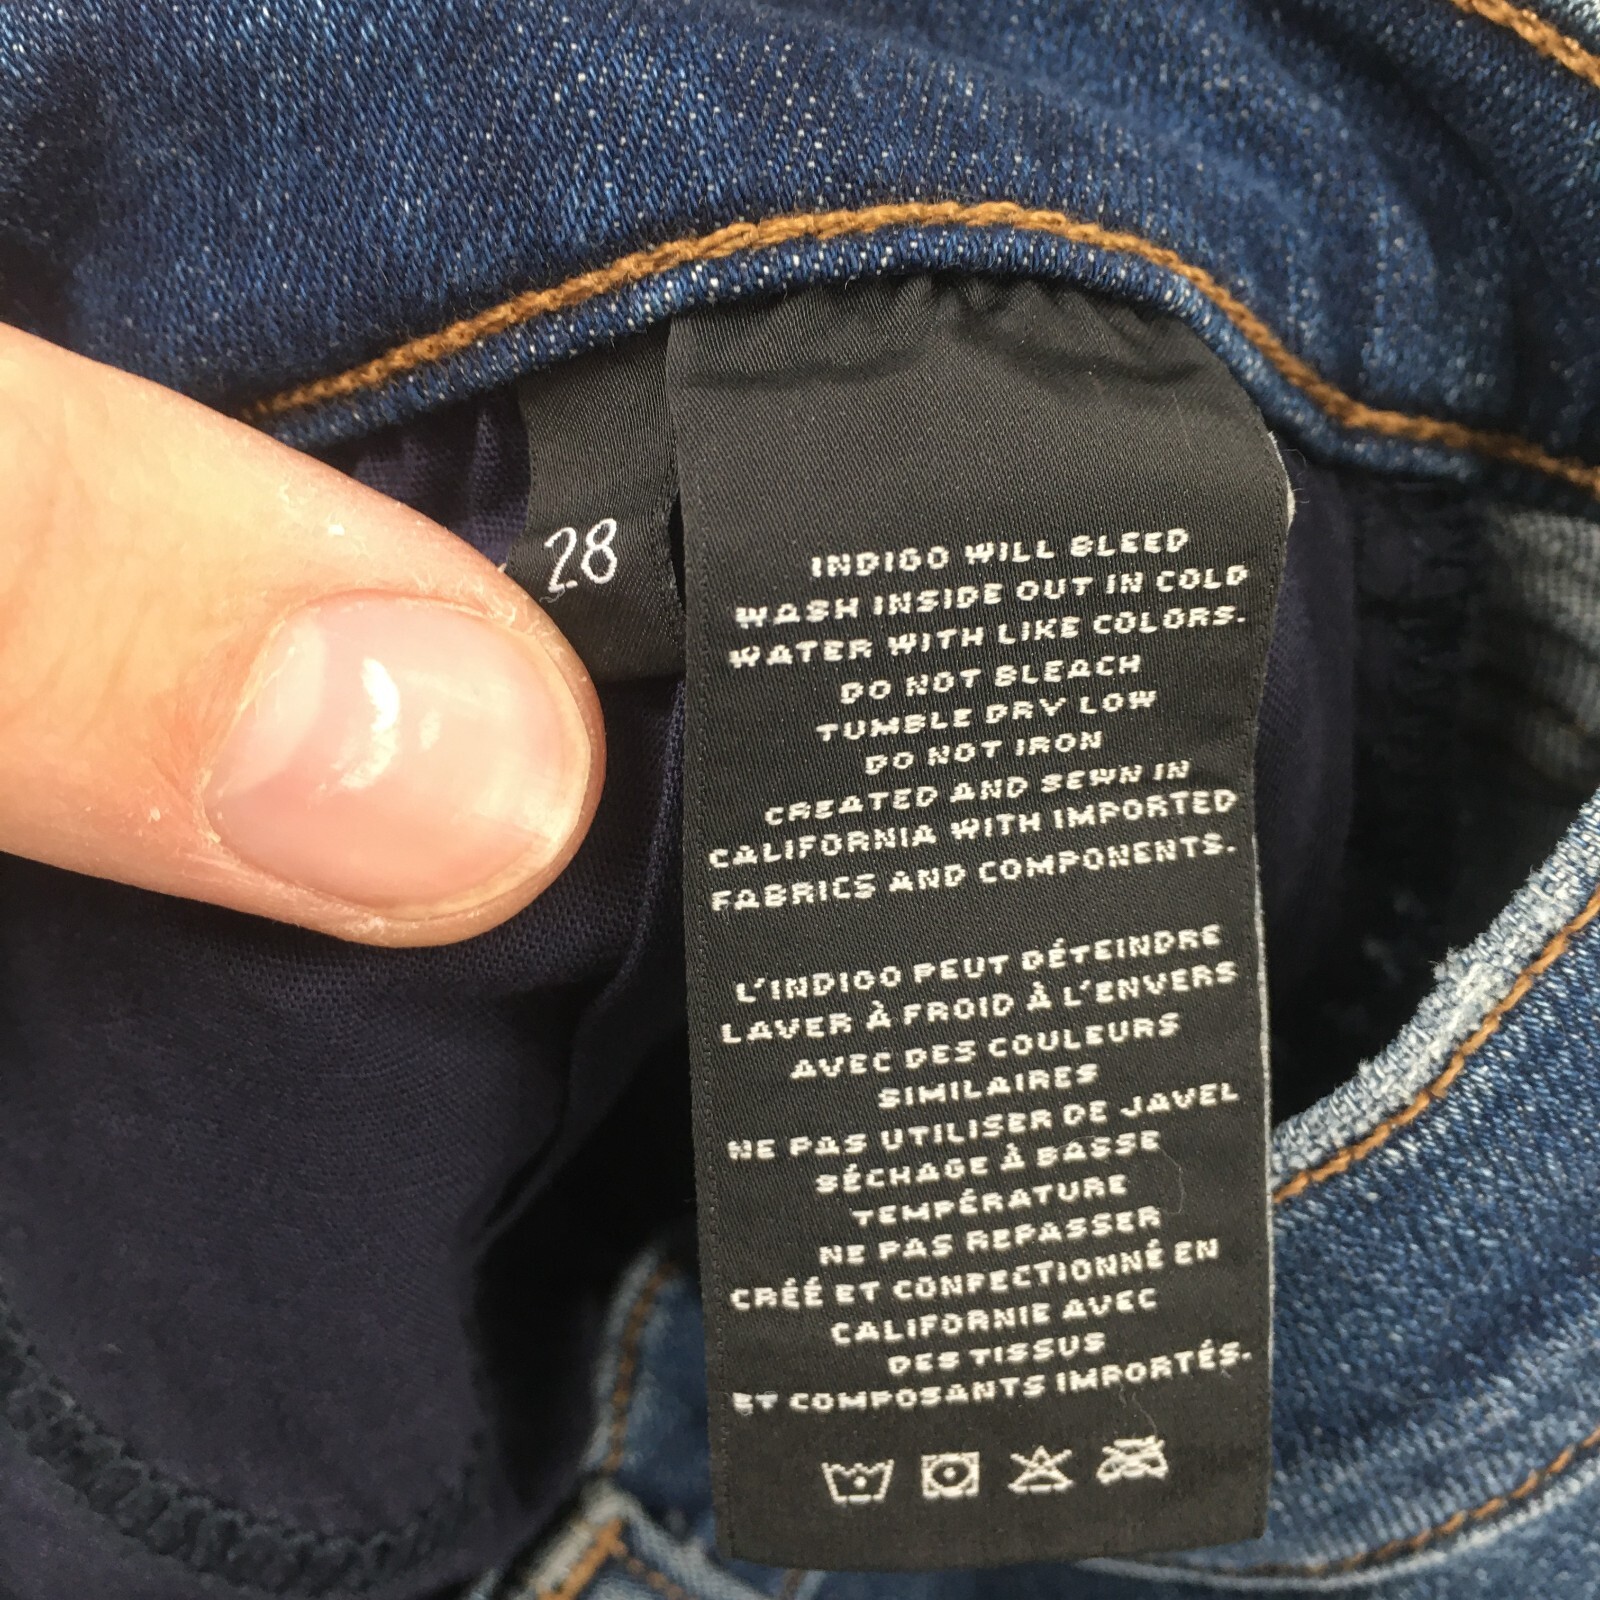 28
INDIGO WILL BLEED
WASH INSIDE OUT IN COLD
WATER WITH LIKE COLORS.
DO NOT BLEACH
TUMBLE DRY LOW
DO NOT IRON
CREATED AND SEWN IN
CALIFORNIA WITH IMPORTED
FABRICS AND COMPONENTS.
L'INDIGO PEUT DÉTEINDRE
LAVER À FROID À L'ENVERS
AVEC DES COULEURS
SIMILAIRES
NE PAS UTILISER DE JAVEL
SÉCHAGE À BASSE
TEMPÉRATURE
NE PAS REPASSER
CRÉÉ ET CONFECTIONNÉ EN
CALIFORNIE AVEC
DES TISSUS
ET COMPOSANTS IMPORTÉS.